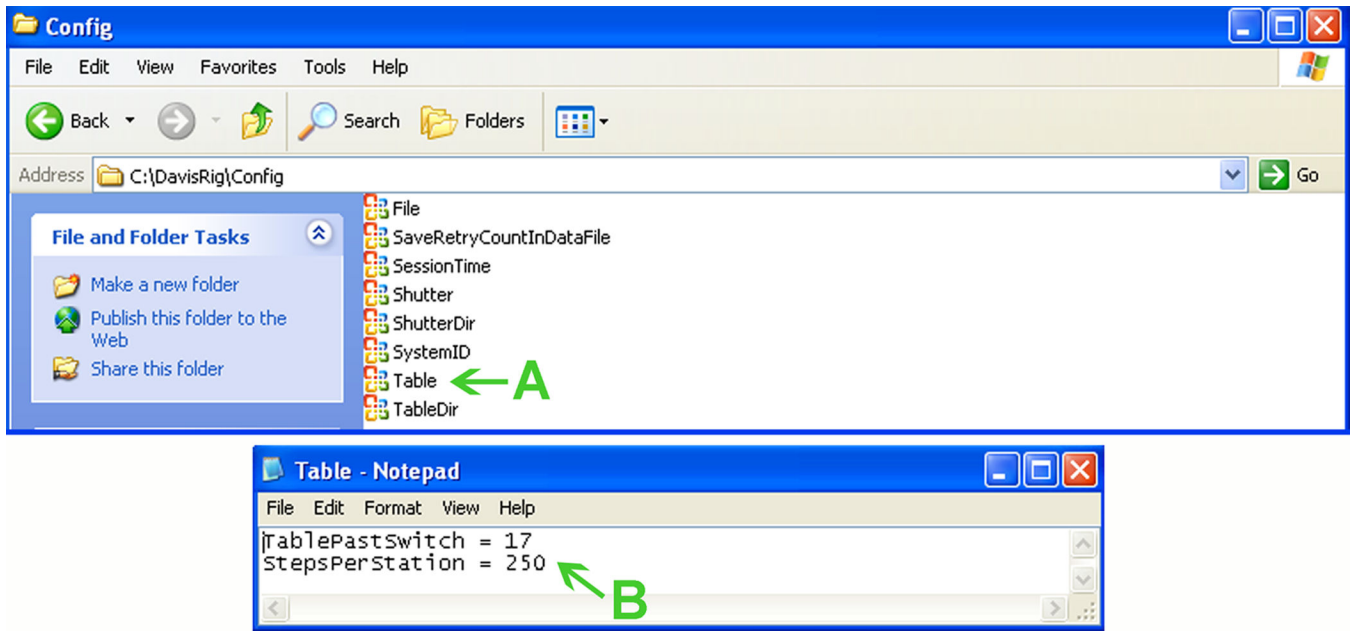 Config
File Edit View Favorites Tools Help
Back Search Folders
Address C:\DavisRig\Config Go
File and Folder Tasks
Make a new folder
Publish this folder to the
Web
Share this folder
File
SaveRetryCountInDataFile
SessionTime
Shutter
ShutterDir
SystemID
Table A
TableDir
Table - Notepad
File Edit Format View Help
TablePastSwitch = 17
StepsPerStation = 250
B